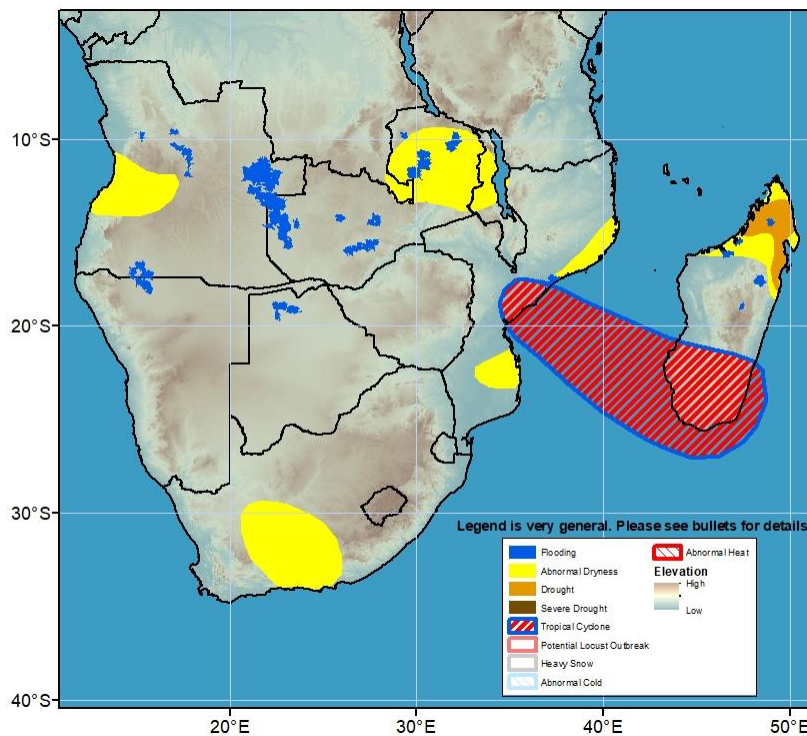 10°S
20°S
30°S
40°S
Legend is very general. Please see bullets for details
Flooding
Abnormal Dryness
Drought
Severe Drought
Tropical Cyclone
Potential Locust Outbreak
Heavy Snow
Abnormal Cold
Abnormal Heat
Elevation
High
Low
20°E
30°E
40°E
50°E